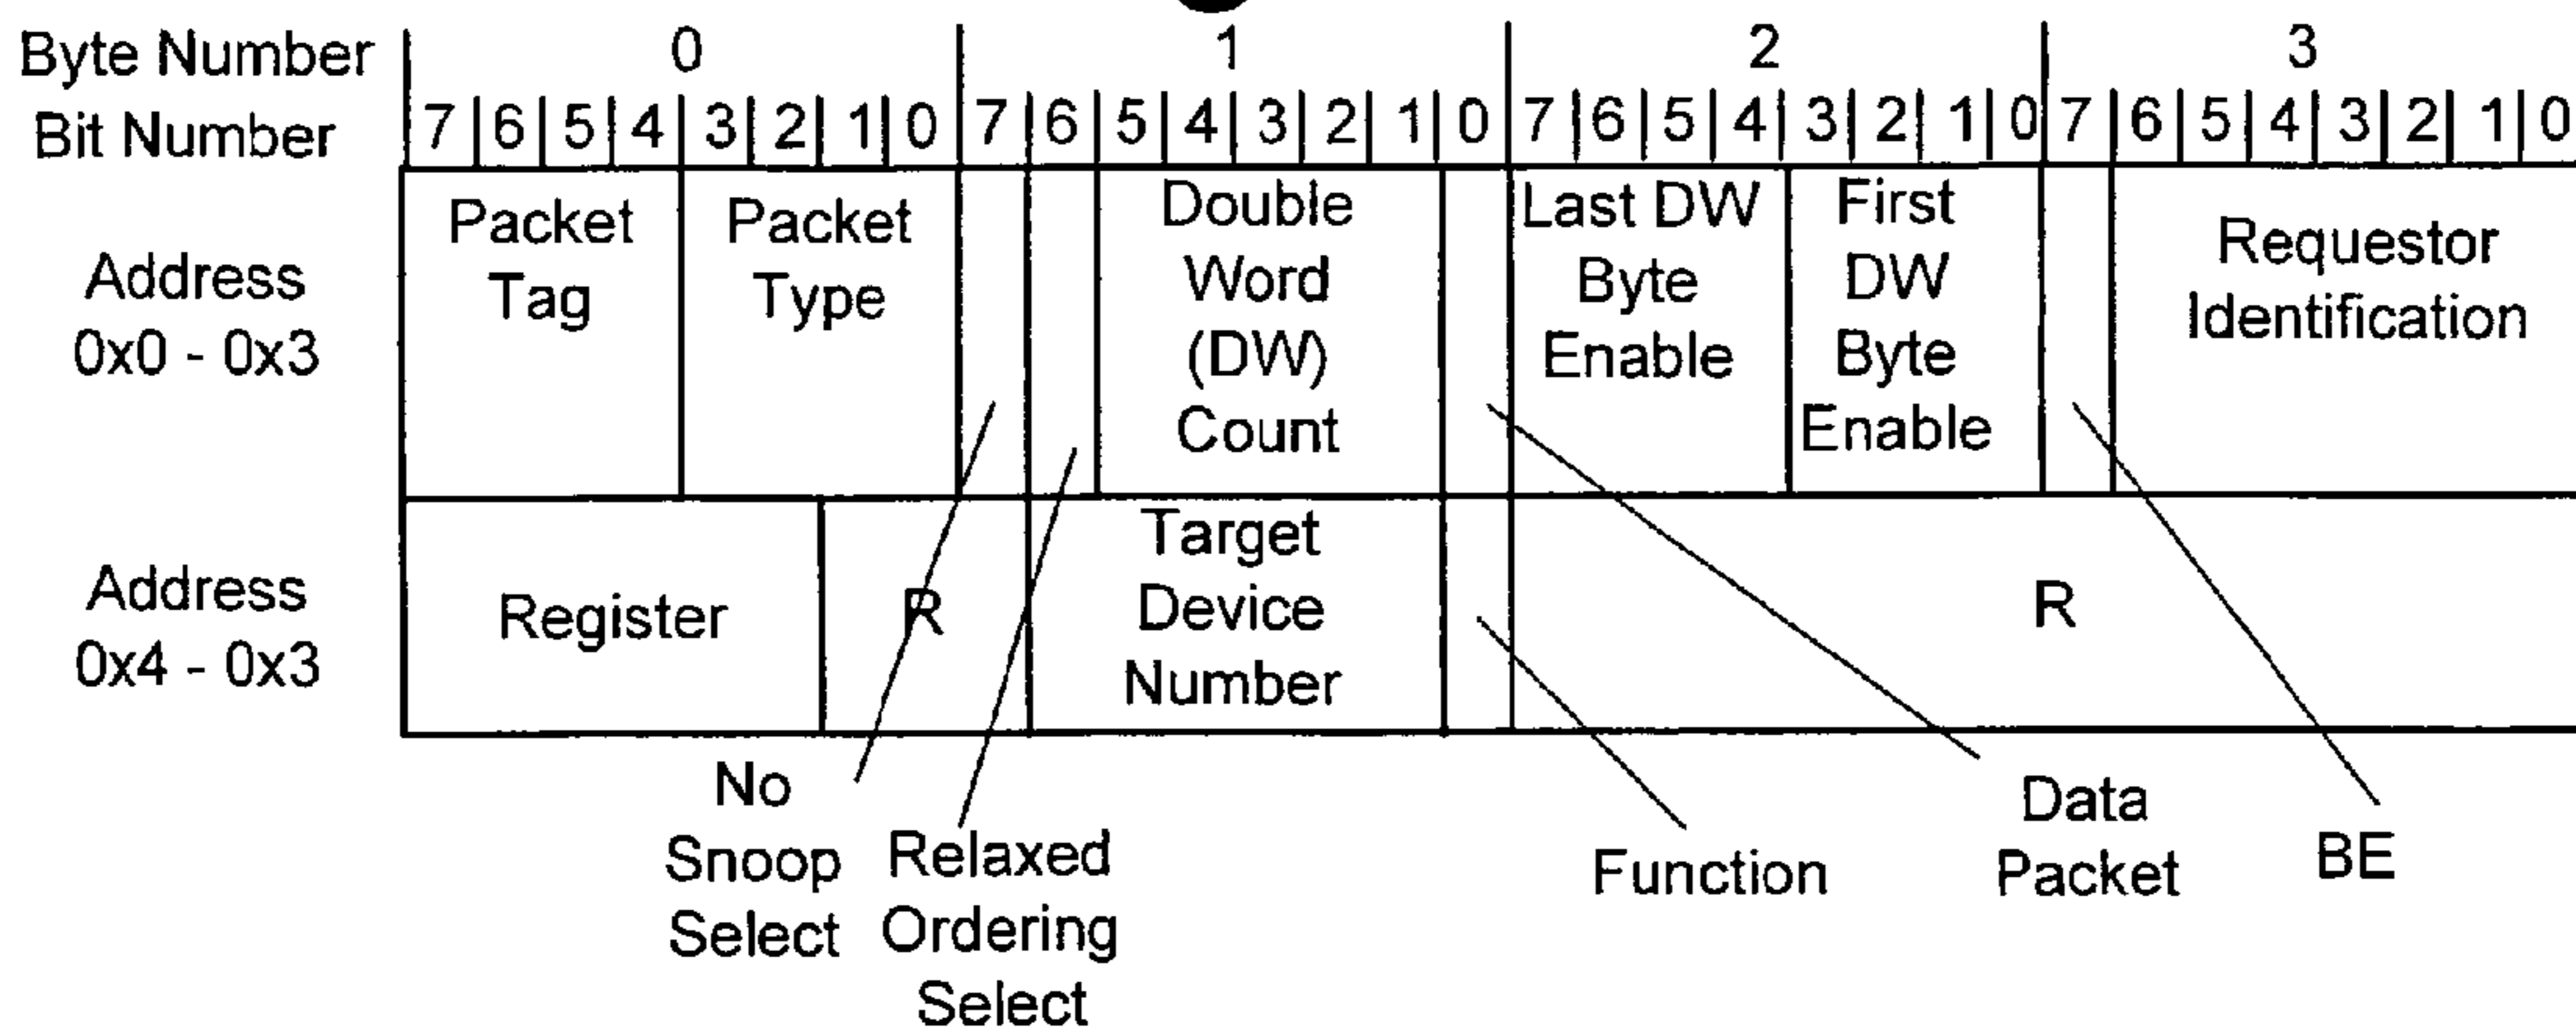 Byte Number 0 1 2 3
Bit Number 7 6 5 4 3 2 1 0 7 6 5 4 3 2 1 0 7 6 5 4 3 2 1 0 7 6 5 4 3 2 1 0
Address
0x0 - 0x3
Packet
Tag
Packet
Type
Double
Word
(DW)
Count
Last DW
Byte
Enable
First
DW
Byte
Enable
Requestor
Identification
Address
0x4 - 0x3
Register
R
Target
Device
Number
R
No
Snoop
Select
Relaxed
Ordering
Select
Function
Data
Packet
BE